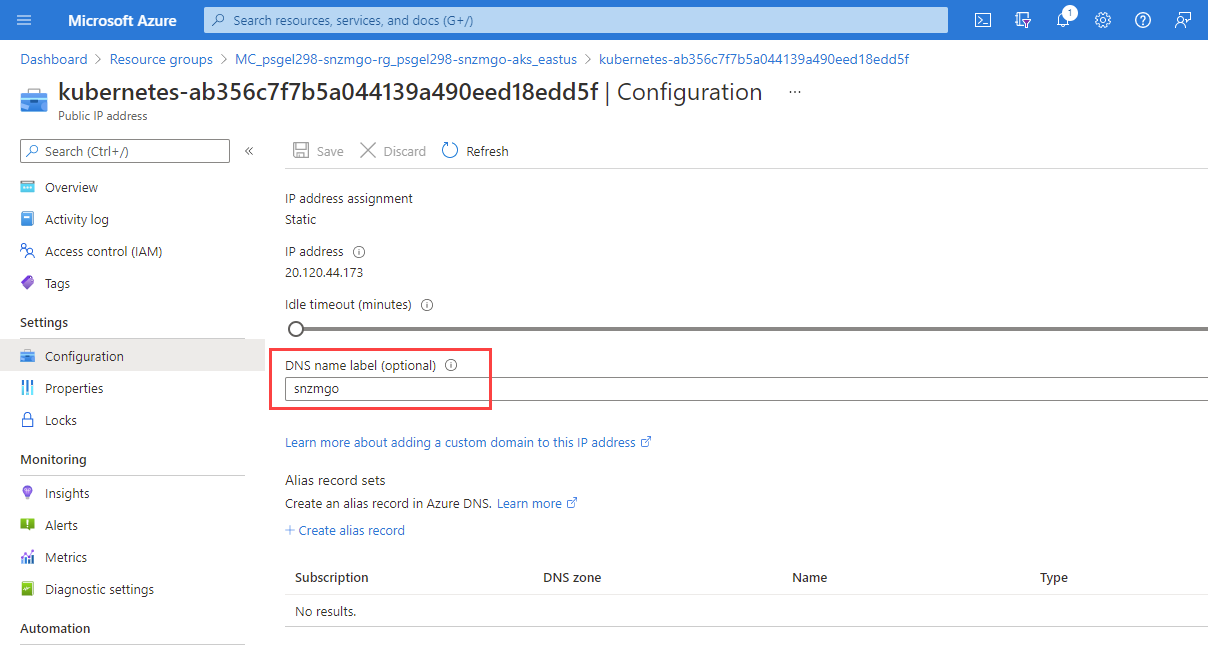 Microsoft Azure
Search resources, services, and docs (G+/)
1
Dashboard > Resource groups > MC_psgel298-snzmgo-rg_psgel298-snzmgo-aks_eastus > kubernetes-ab356c7f7b5a044139a490eed18edd5f
kubernetes-ab356c7f7b5a044139a490eed18edd5f | Configuration ...
Public IP address
Search (Ctrl+/)
«
Overview
Activity log
Access control (IAM)
Tags
Settings
Configuration
Properties
Locks
Monitoring
Insights
Alerts
Metrics
Diagnostic settings
Automation
Save Discard Refresh
IP address assignment
Static
IP address
20.120.44.173
Idle timeout (minutes)
DNS name label (optional)
snzmgo
Learn more about adding a custom domain to this IP address
Alias record sets
Create an alias record in Azure DNS. Learn more
+ Create alias record
Subscription DNS zone Name Type
No results.